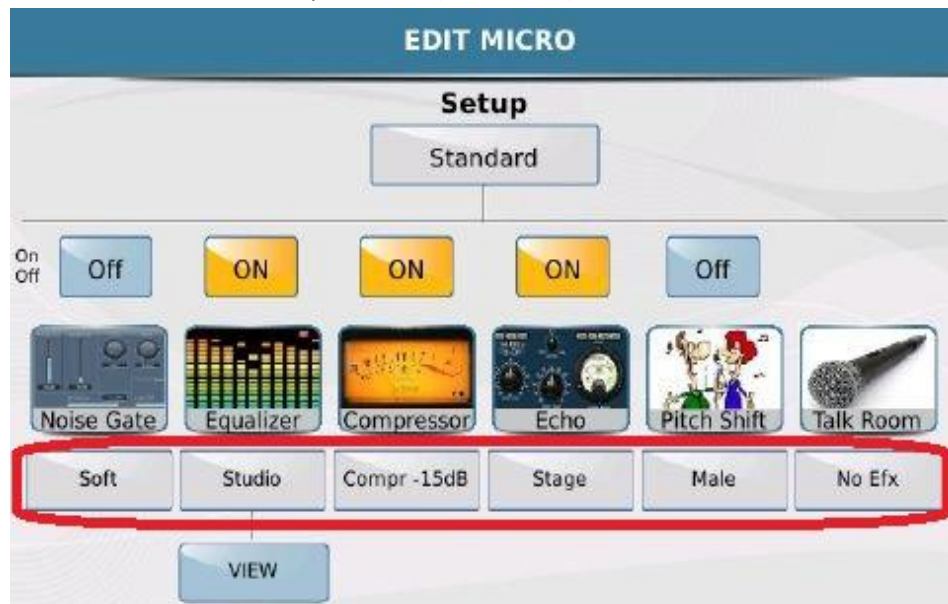 EDIT MICRO
Setup
Standard
On
Off
Off ON ON ON Off
Noise Gate Equalizer Compressor Echo Pitch Shift Talk Room
Soft Studio Compr -15dB Stage Male No Efx
VIEW